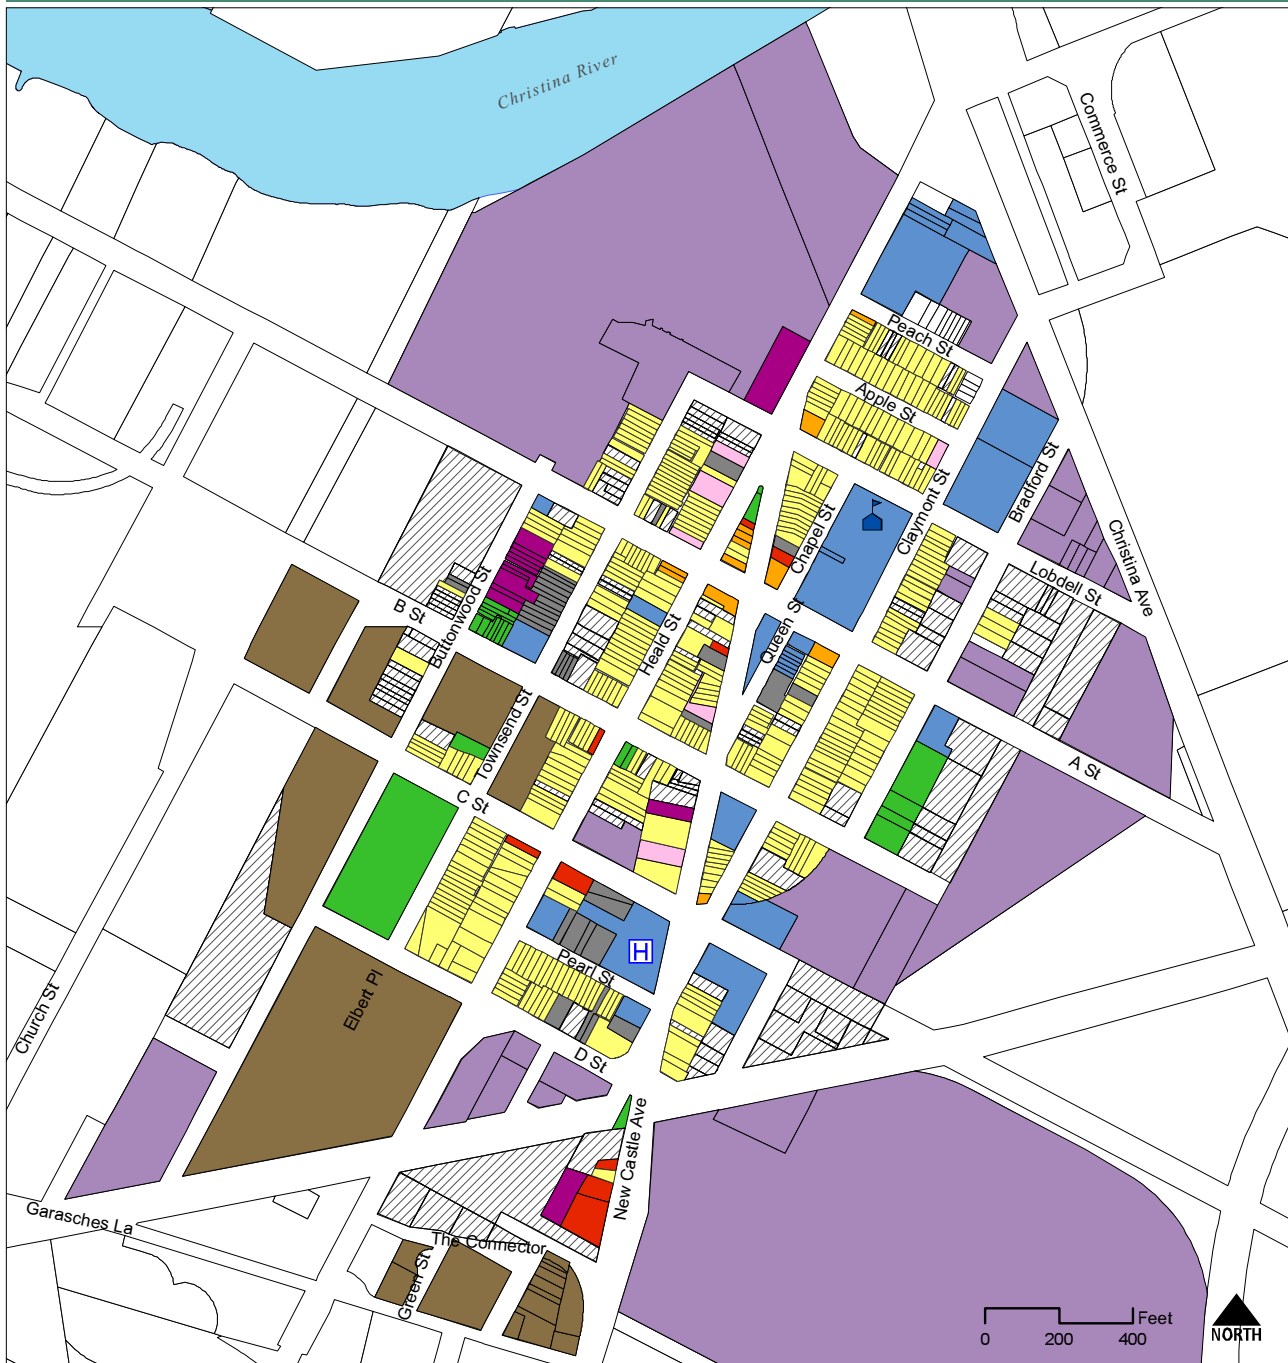 Christina River
Commerce St
Peach St
Apple St
Bradford St
Claymont St
Chapel St
Christina Ave
Lobdell St
B St
Buttonwood St
Queen St
Heald St
Townsend St
A St
C St
H
Pearl St
Elbert Pl
Church St
D St
New Castle Ave
Garasches La
The Connector
Green St
Feet
0 200 400
NORTH